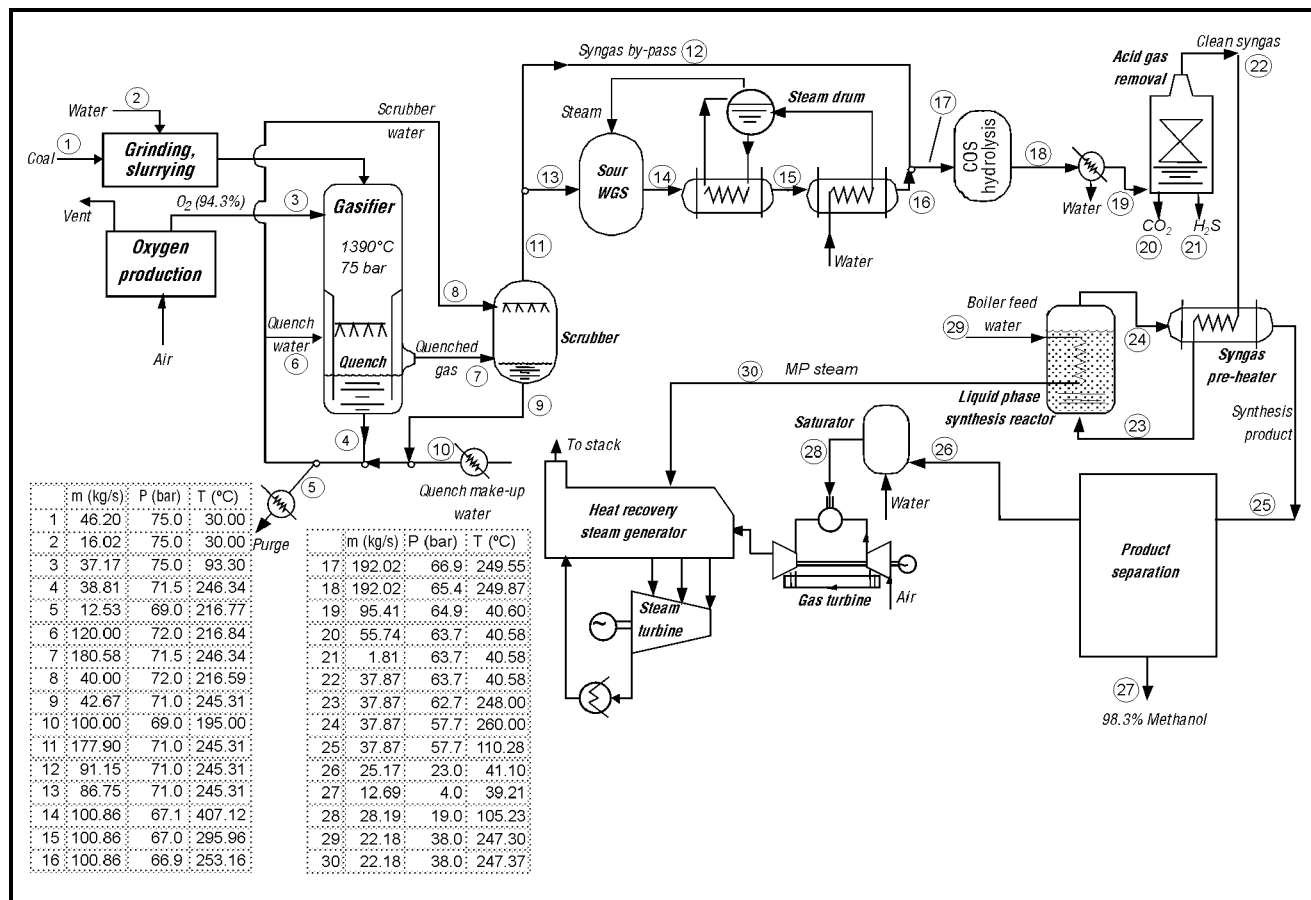 Syngas by-pass 12
Clean syngas
22
Acid gas
removal
Water 2
Scrubber
water
Steam
Steam drum
17
1
Coal
Grinding,
slurrying
Sour
WGS
COS
hydrolysis
13
14
15
16
18
19
Water
CO2
20
H2S
21
Vent
O2 (94.3%)
3
Gasifier
1390°C
75 bar
11
Water
Oxygen
production
8
Air
Quench
water
6
Quench
Quenched
gas
7
Scrubber
Boiler feed
water
29
24
Syngas
pre-heater
30
MP steam
Liquid phase
synthesis reactor
23
Synthesis
product
9
4
10
Quench make-up
water
5
Purge
To stack
Saturator
28
26
Water
25
Heat recovery
steam generator
Product
separation
Gas turbine
Air
Steam
turbine
27
98.3% Methanol
m (kg/s) P (bar) T (ºC)
1 46.20 75.0 30.00
2 16.02 75.0 30.00
3 37.17 75.0 93.30
4 38.81 71.5 246.34
5 12.53 69.0 216.77
6 120.00 72.0 216.84
7 180.58 71.5 246.34
8 40.00 72.0 216.59
9 42.67 71.0 245.31
10 100.00 69.0 195.00
11 177.90 71.0 245.31
12 91.15 71.0 245.31
13 86.75 71.0 245.31
14 100.86 67.1 407.12
15 100.86 67.0 295.96
16 100.86 66.9 253.16
m (kg/s) P (bar) T (ºC)
17 192.02 66.9 249.55
18 192.02 65.4 249.87
19 95.41 64.9 40.60
20 55.74 63.7 40.58
21 1.81 63.7 40.58
22 37.87 63.7 40.58
23 37.87 62.7 248.00
24 37.87 57.7 260.00
25 37.87 57.7 110.28
26 25.17 23.0 41.10
27 12.69 4.0 39.21
28 28.19 19.0 105.23
29 22.18 38.0 247.30
30 22.18 38.0 247.37